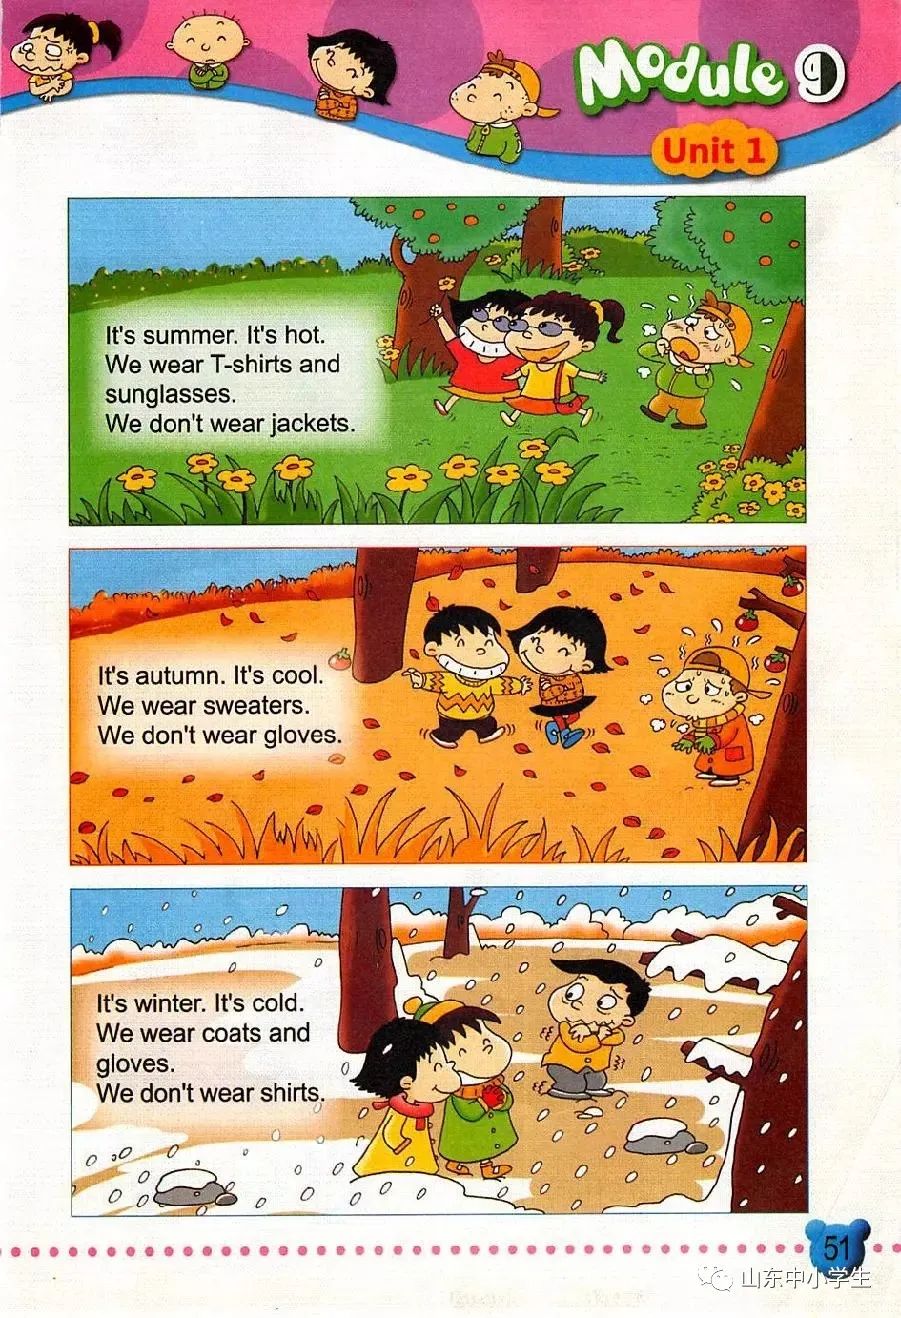 Module 9
Unit 1
It's summer. It's hot.
We wear T-shirts and
sunglasses.
We don't wear jackets.
It's autumn. It's cool.
We wear sweaters.
We don't wear gloves.
It's winter. It's cold.
We wear coats and
gloves.
We don't wear shirts.
51
山东中小学生